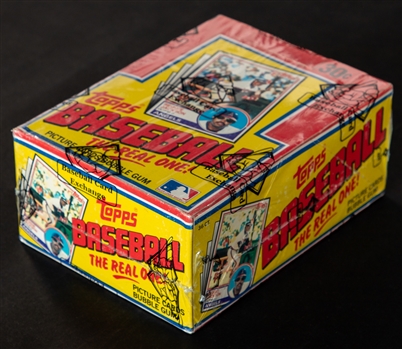 Topps
BASEBALL
THE REAL ONE!
PICTURE CARDS
BUBBLE GUM
Baseball Card
Exchange
Topps
BASEBALL
THE REAL ONE!
PICTURE CARDS
BUBBLE GUM
Topps
BASEBALL
THE REAL ONE!
PICTURE CARDS
BUBBLE GUM